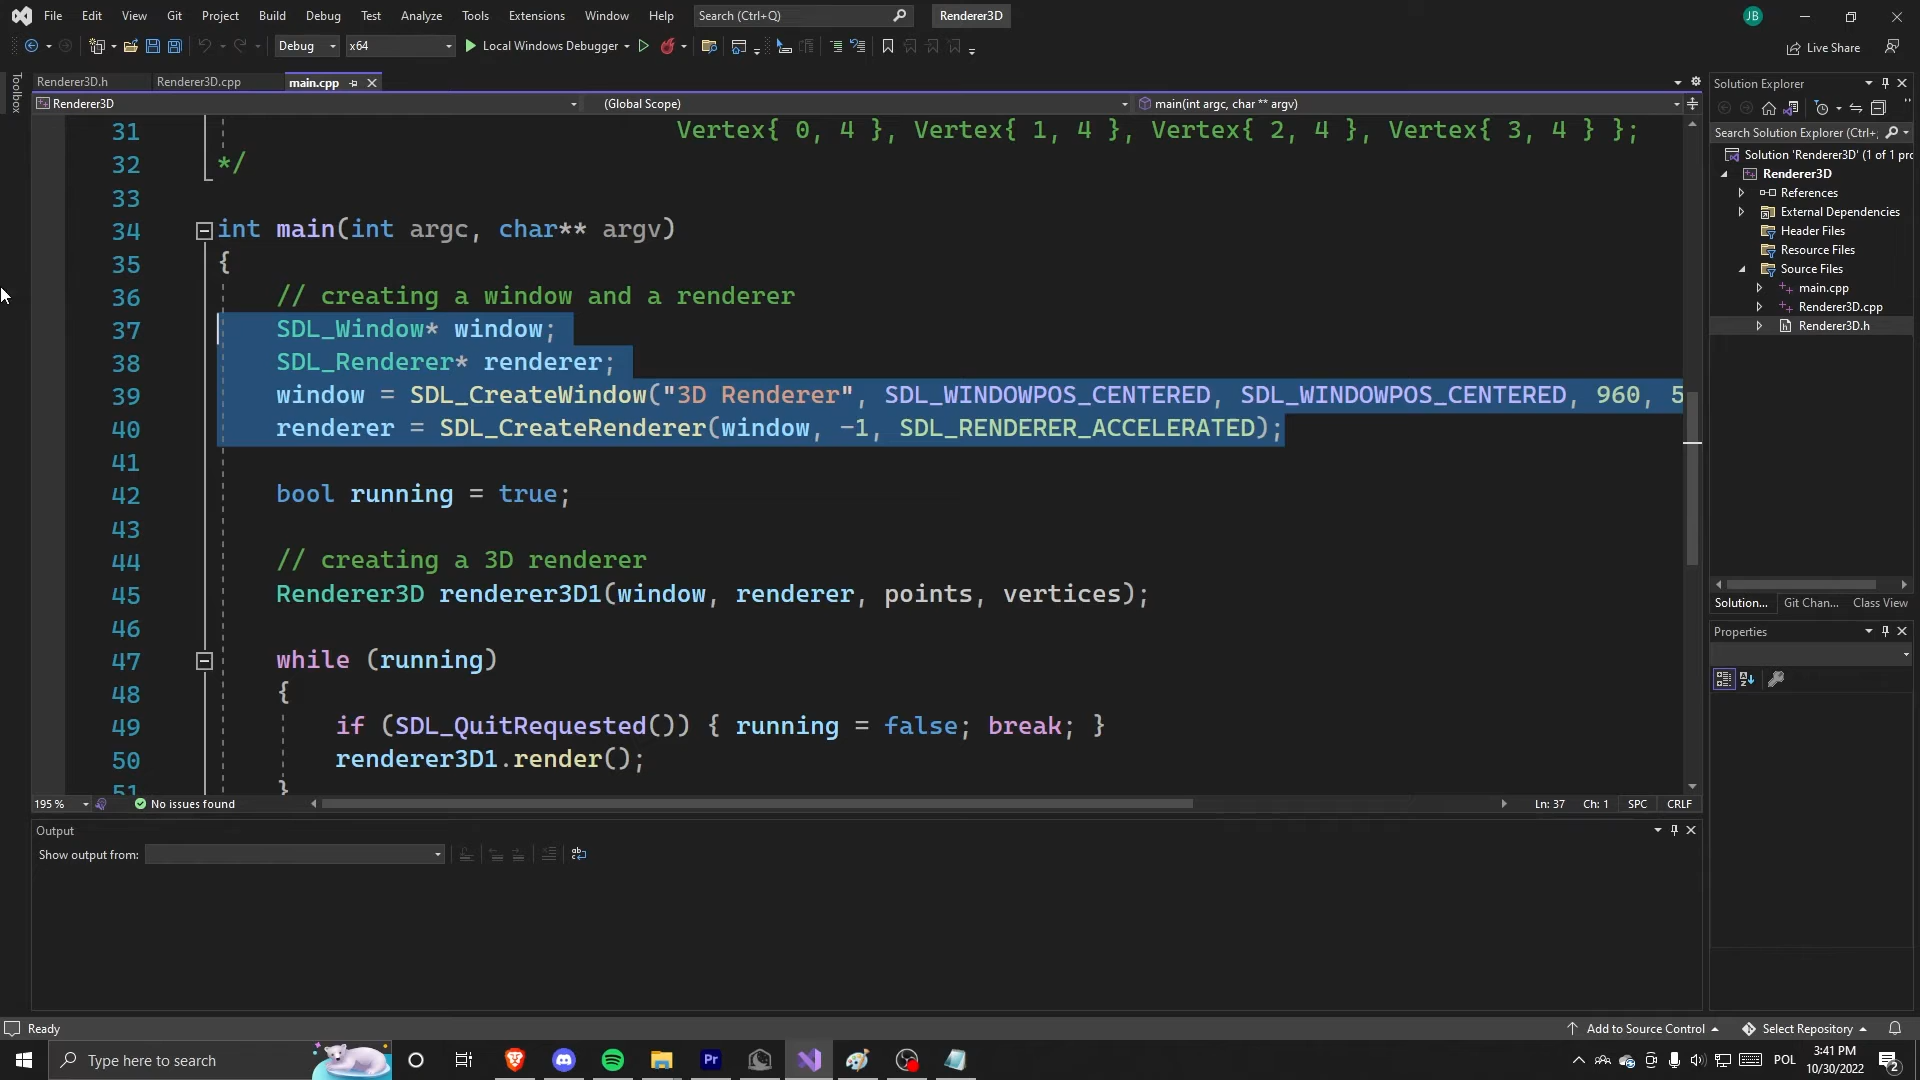 File Edit View Git Project Build Debug Test Analyze Tools Extensions Window Help Search (Ctrl+Q) Renderer3D JB
Debug x64 Local Windows Debugger Live Share
Toolbox
Renderer3D.h Renderer3D.cpp main.cpp
Renderer3D (Global Scope) main(int argc, char ** argv)
31 Vertex{ 0, 4 }, Vertex{ 1, 4 }, Vertex{ 2, 4 }, Vertex{ 3, 4 } };
32 */
33
34 int main(int argc, char** argv)
35 {
36 // creating a window and a renderer
37 SDL_Window* window;
38 SDL_Renderer* renderer;
39 window = SDL_CreateWindow("3D Renderer", SDL_WINDOWPOS_CENTERED, SDL_WINDOWPOS_CENTERED, 960, 5
40 renderer = SDL_CreateRenderer(window, -1, SDL_RENDERER_ACCELERATED);
41
42 bool running = true;
43
44 // creating a 3D renderer
45 Renderer3D renderer3D1(window, renderer, points, vertices);
46
47 while (running)
48 {
49 if (SDL_QuitRequested()) { running = false; break; }
50 renderer3D1.render();
51 }
195 % No issues found Ln: 37 Ch: 1 SPC CRLF
Output
Show output from:
Solution Explorer
Search Solution Explorer (Ctrl+;
Solution 'Renderer3D' (1 of 1 pro
Renderer3D
References
External Dependencies
Header Files
Resource Files
Source Files
main.cpp
Renderer3D.cpp
Renderer3D.h
Solution... Git Chan... Class View
Properties
Ready Add to Source Control Select Repository
Type here to search Pr POL 3:41 PM
10/30/2022 2